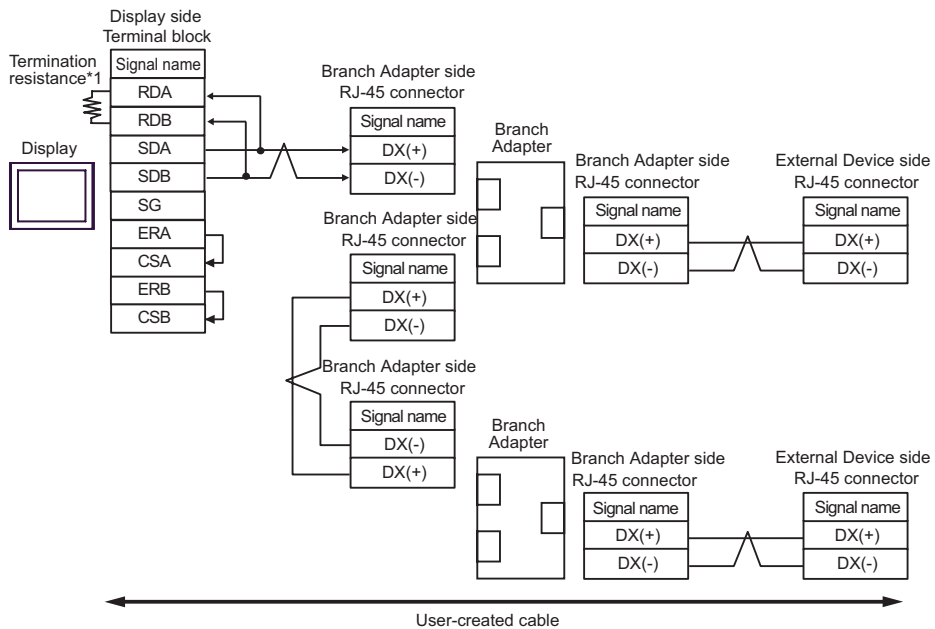 Display side
Terminal block
Termination
resistance*1
Signal name
RDA
RDB
SDA
SDB
SG
ERA
CSA
ERB
CSB
Display
Branch Adapter side
RJ-45 connector
Signal name
DX(+)
DX(-)
Branch
Adapter
Branch Adapter side
RJ-45 connector
Signal name
DX(+)
DX(-)
External Device side
RJ-45 connector
Signal name
DX(+)
DX(-)
Branch Adapter side
RJ-45 connector
Signal name
DX(+)
DX(-)
Branch Adapter side
RJ-45 connector
Signal name
DX(-)
DX(+)
Branch
Adapter
Branch Adapter side
RJ-45 connector
Signal name
DX(+)
DX(-)
External Device side
RJ-45 connector
Signal name
DX(+)
DX(-)
User-created cable